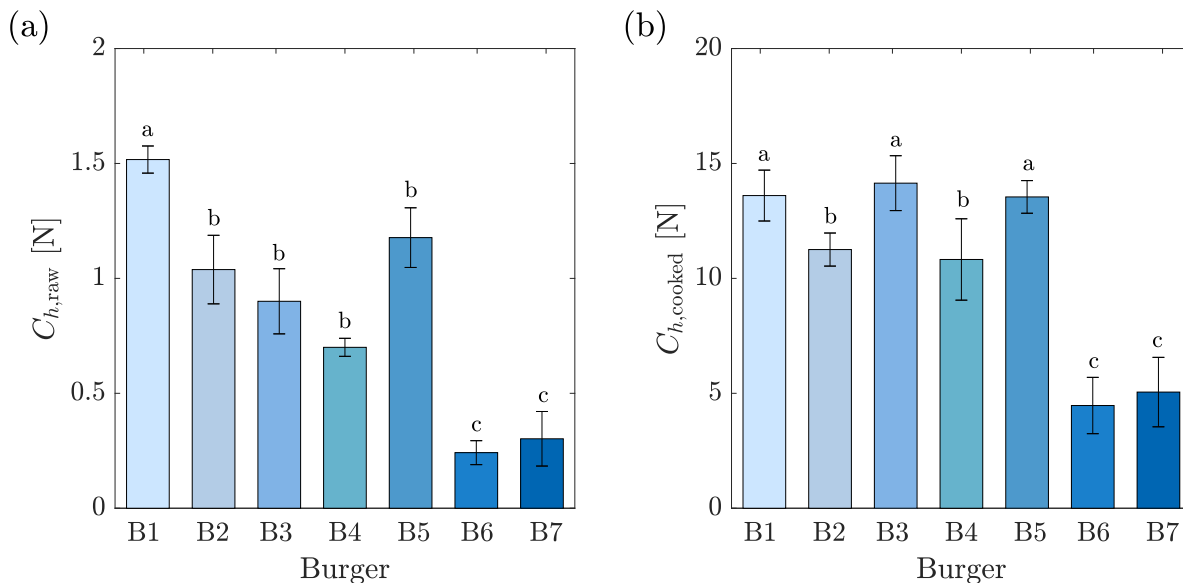 (a)
2
1.5
1
0.5
0
C_{h,raw} [N]
a
b
b
b
b
c
c
B1 B2 B3 B4 B5 B6 B7
Burger
(b)
20
15
10
5
0
C_{h,cooked} [N]
a
b
a
b
a
c
c
B1 B2 B3 B4 B5 B6 B7
Burger